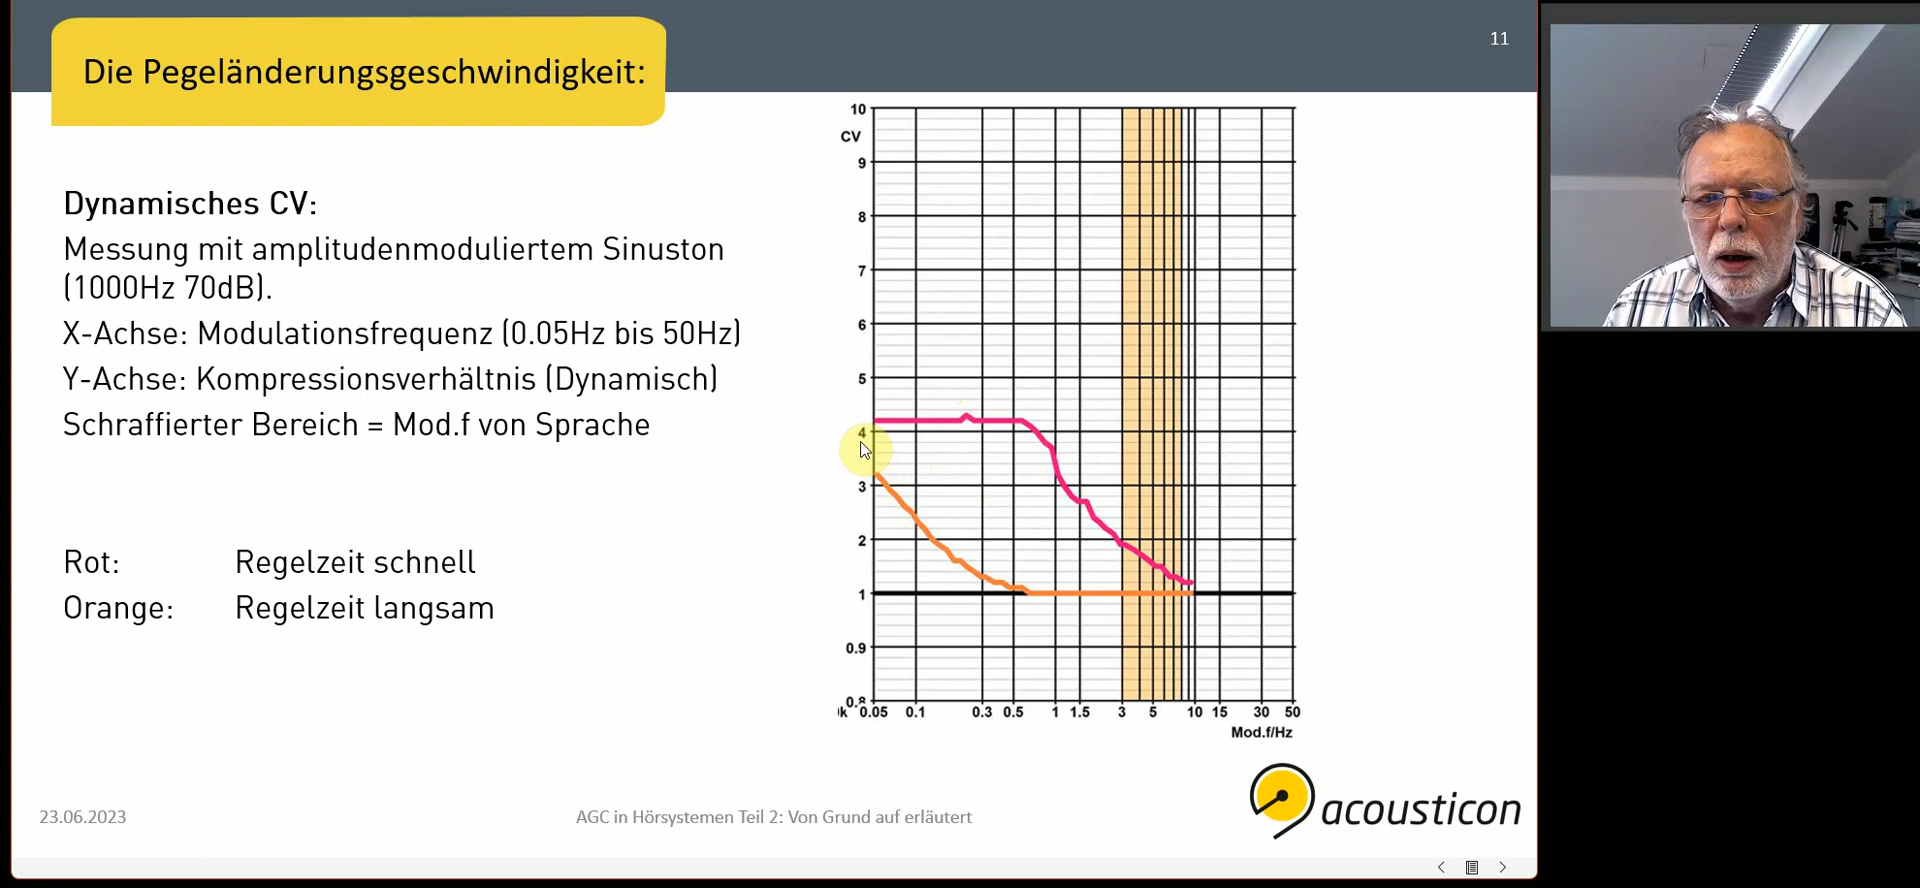 Die Pegeländerungsgeschwindigkeit:
11
Dynamisches CV:
Messung mit amplitudenmoduliertem Sinuston
(1000Hz 70dB).
X-Achse: Modulationsfrequenz (0.05Hz bis 50Hz)
Y-Achse: Kompressionsverhältnis (Dynamisch)
Schraffierter Bereich = Mod.f von Sprache
Rot: Regelzeit schnell
Orange: Regelzeit langsam
10
CV
9
8
7
6
5
4
3
2
1
0.9
0.8
0.05 0.1 0.3 0.5 1 1.5 3 5 10 15 30 50
Mod.f/Hz
23.06.2023
AGC in Hörsystemen Teil 2: Von Grund auf erläutert
acousticon